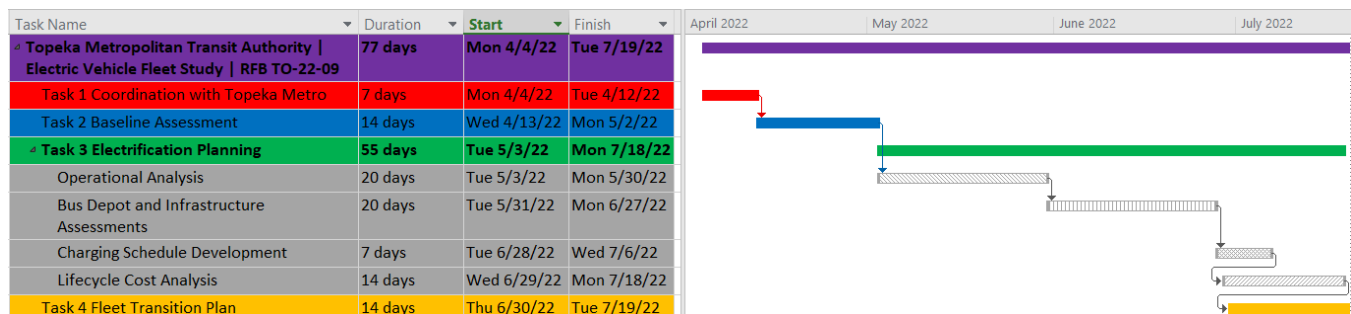 Task Name Duration Start Finish April 2022 May 2022 June 2022 July 2022
Topeka Metropolitan Transit Authority | 77 days Mon 4/4/22 Tue 7/19/22
Electric Vehicle Fleet Study | RFB TO-22-09
Task 1 Coordination with Topeka Metro 7 days Mon 4/4/22 Tue 4/12/22
Task 2 Baseline Assessment 14 days Wed 4/13/22 Mon 5/2/22
Task 3 Electrification Planning 55 days Tue 5/3/22 Mon 7/18/22
Operational Analysis 20 days Tue 5/3/22 Mon 5/30/22
Bus Depot and Infrastructure 20 days Tue 5/31/22 Mon 6/27/22
Assessments
Charging Schedule Development 7 days Tue 6/28/22 Wed 7/6/22
Lifecycle Cost Analysis 14 days Wed 6/29/22 Mon 7/18/22
Task 4 Fleet Transition Plan 14 days Thu 6/30/22 Tue 7/19/22